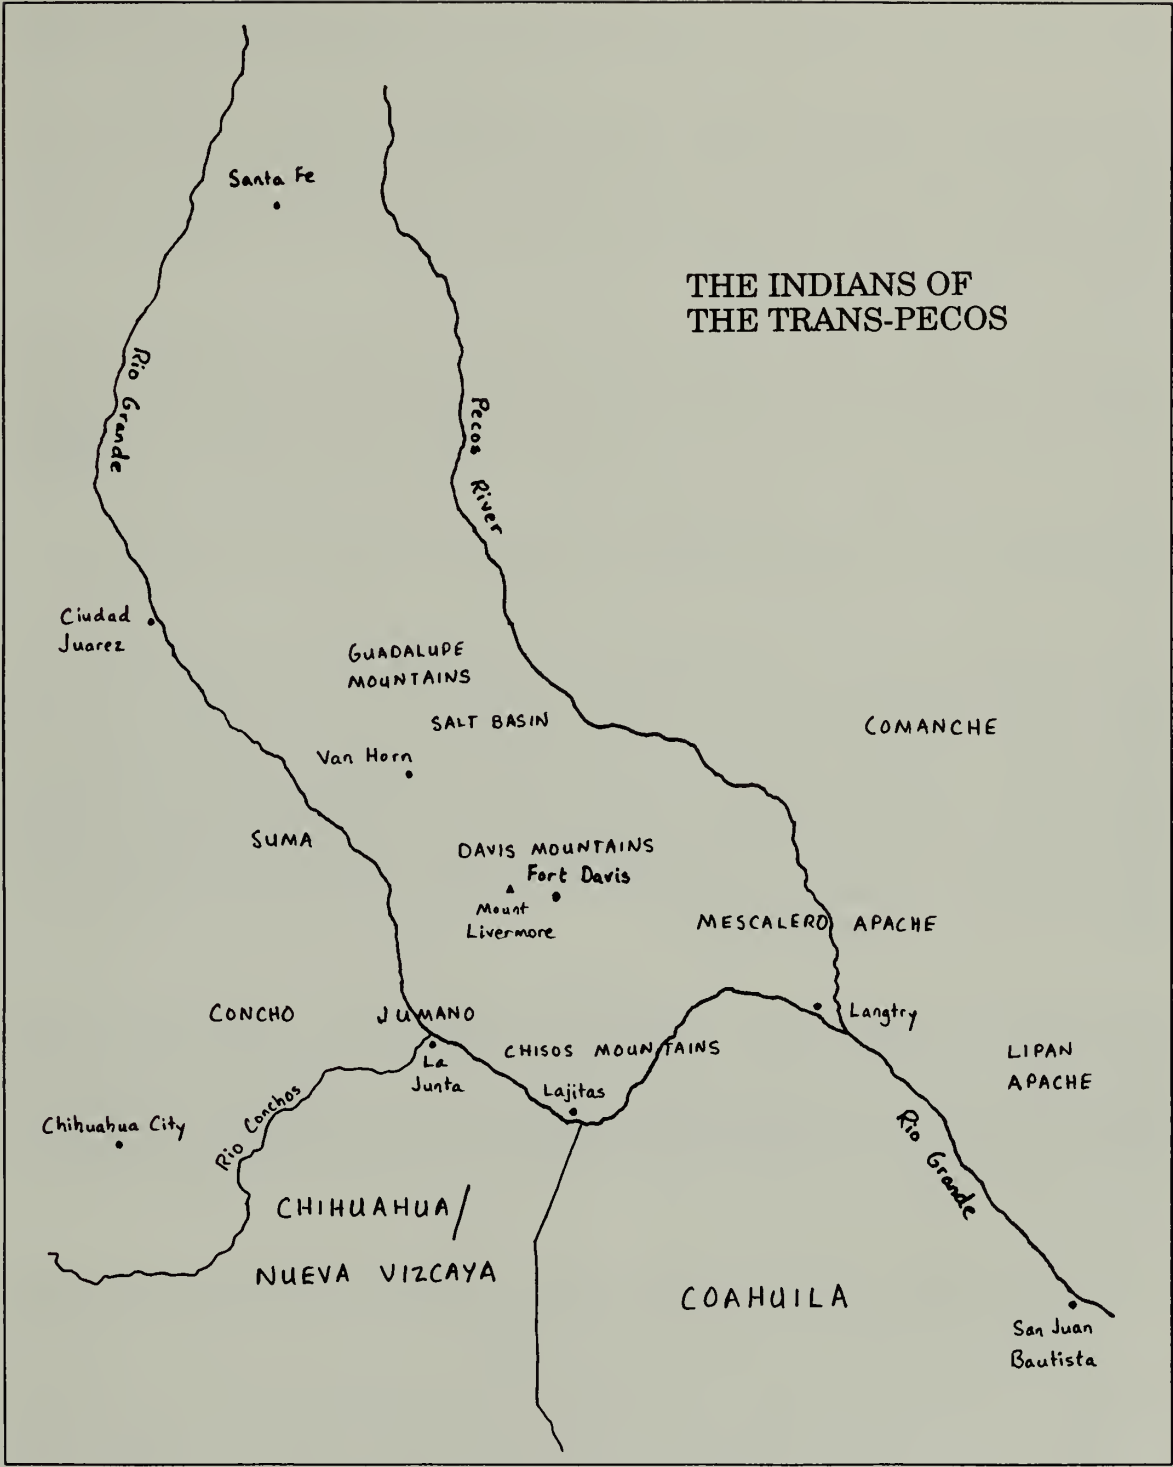 Santa Fe
THE INDIANS OF
THE TRANS-PECOS
Rio Grande
Pecos River
Ciudad
Juarez
GUADALUPE
MOUNTAINS
SALT BASIN
COMANCHE
Van Horn
SUMA
DAVIS MOUNTAINS
Fort Davis
Mount
Livermore
MESCALERO APACHE
CONCHO
JUMANO
Langtry
La
Junta
CHISOS MOUNTAINS
LIPAN
APACHE
Lajitas
Rio Conchos
Chihuahua City
Rio Grande
CHIHUAHUA/
NUEVA VIZCAYA
COAHUILA
San Juan
Bautista